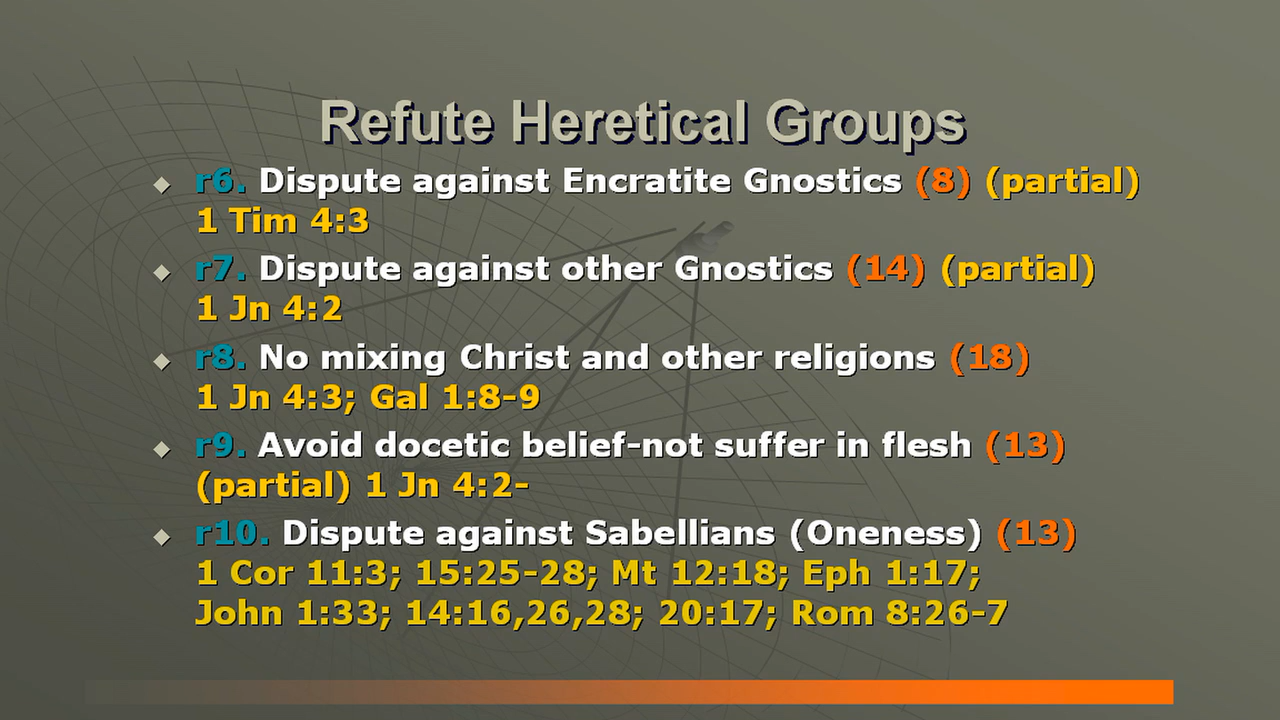 Refute Heretical Groups
r6. Dispute against Encratite Gnostics (8) (partial)
1 Tim 4:3
r7. Dispute against other Gnostics (14) (partial)
1 Jn 4:2
r8. No mixing Christ and other religions (18)
1 Jn 4:3; Gal 1:8-9
r9. Avoid docetic belief-not suffer in flesh (13)
(partial) 1 Jn 4:2-
r10. Dispute against Sabellians (Oneness) (13)
1 Cor 11:3; 15:25-28; Mt 12:18; Eph 1:17;
John 1:33; 14:16,26,28; 20:17; Rom 8:26-7